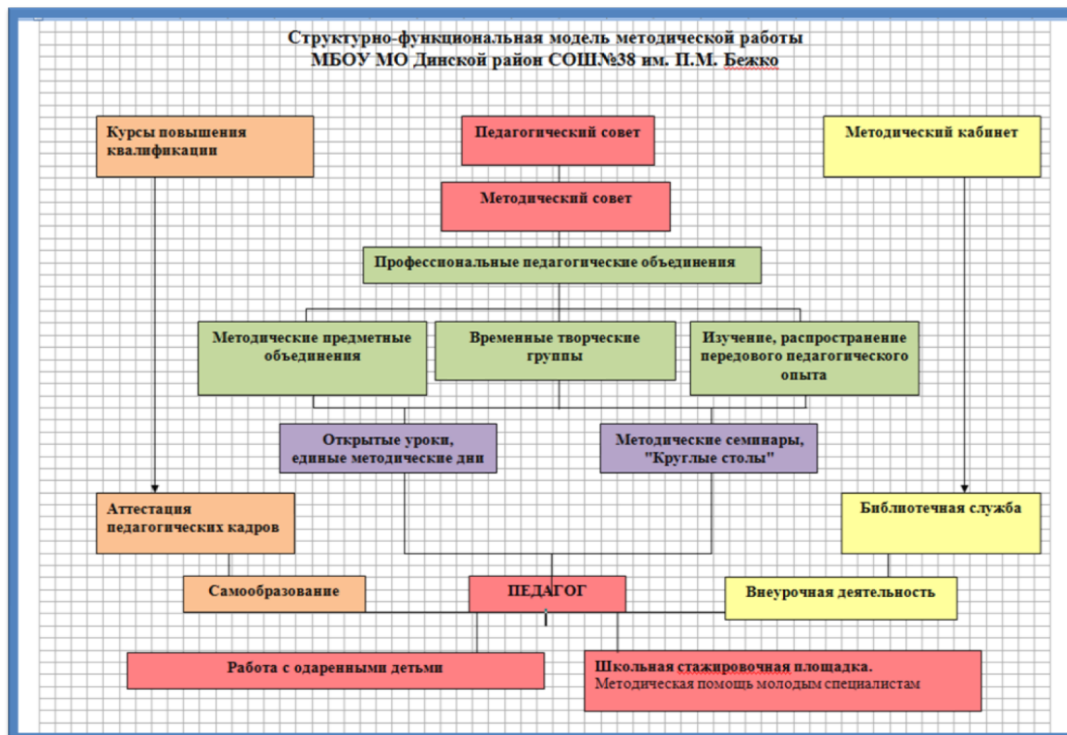 Структурно-функциональная модель методической работы
МБОУ МО Динской район СОШ№38 им. П.М. Бежко
Курсы повышения
квалификации
Педагогический совет
Методический кабинет
Методический совет
Профессиональные педагогические объединения
Методические предметные
объединения
Временные творческие
группы
Изучение, распространение
передового педагогического
опыта
Открытые уроки,
единые методические дни
Методические семинары,
"Круглые столы"
Аттестация
педагогических кадров
Библиотечная служба
Самообразование
ПЕДАГОГ
Внеурочная деятельность
Работа с одаренными детьми
Школьная стажировочная площадка.
Методическая помощь молодым специалистам